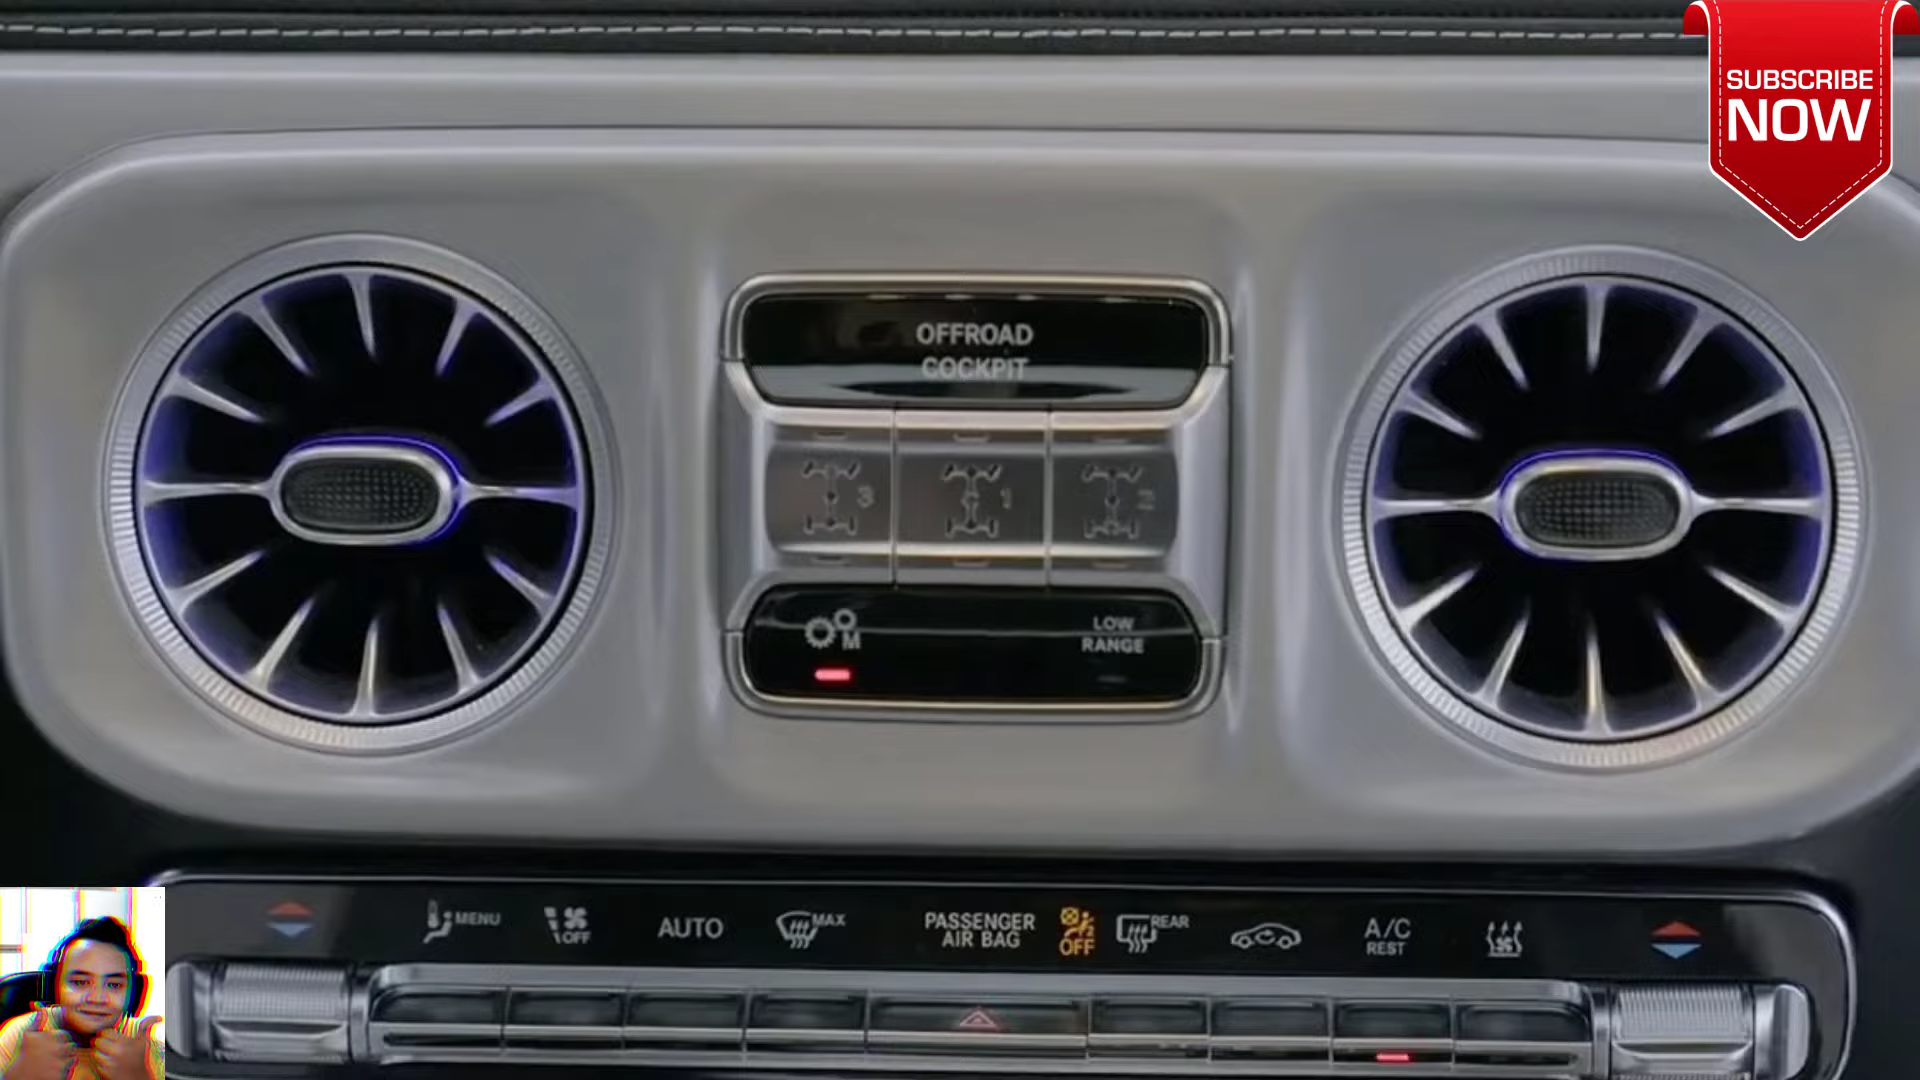 SUBSCRIBE
NOW
OFFROAD
COCKPIT
3
1
2
M
LOW
RANGE
MENU
OFF
AUTO
MAX
PASSENGER
AIR BAG
OFF
REAR
A/C
REST